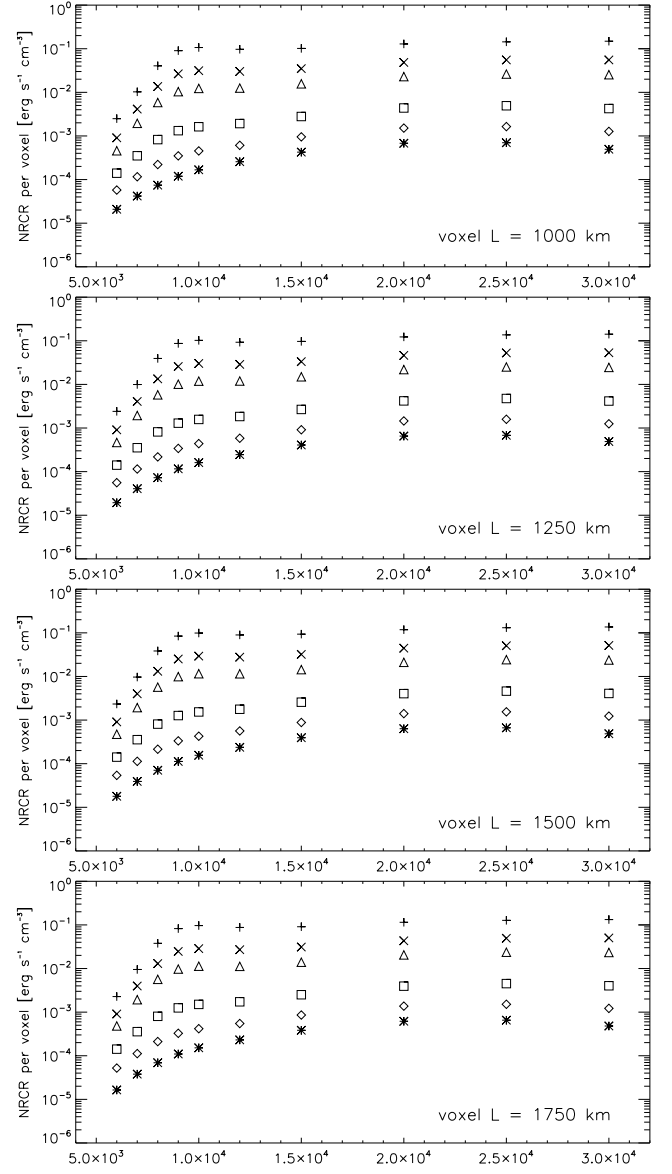 NRCR per voxel [erg s⁻¹ cm⁻³]
10⁰
10⁻¹
10⁻²
10⁻³
10⁻⁴
10⁻⁵
10⁻⁶
voxel L = 1000 km
5.0×10³ 1.0×10⁴ 1.5×10⁴ 2.0×10⁴ 2.5×10⁴ 3.0×10⁴
NRCR per voxel [erg s⁻¹ cm⁻³]
10⁰
10⁻¹
10⁻²
10⁻³
10⁻⁴
10⁻⁵
10⁻⁶
voxel L = 1250 km
5.0×10³ 1.0×10⁴ 1.5×10⁴ 2.0×10⁴ 2.5×10⁴ 3.0×10⁴
NRCR per voxel [erg s⁻¹ cm⁻³]
10⁰
10⁻¹
10⁻²
10⁻³
10⁻⁴
10⁻⁵
10⁻⁶
voxel L = 1500 km
5.0×10³ 1.0×10⁴ 1.5×10⁴ 2.0×10⁴ 2.5×10⁴ 3.0×10⁴
NRCR per voxel [erg s⁻¹ cm⁻³]
10⁰
10⁻¹
10⁻²
10⁻³
10⁻⁴
10⁻⁵
10⁻⁶
voxel L = 1750 km
5.0×10³ 1.0×10⁴ 1.5×10⁴ 2.0×10⁴ 2.5×10⁴ 3.0×10⁴